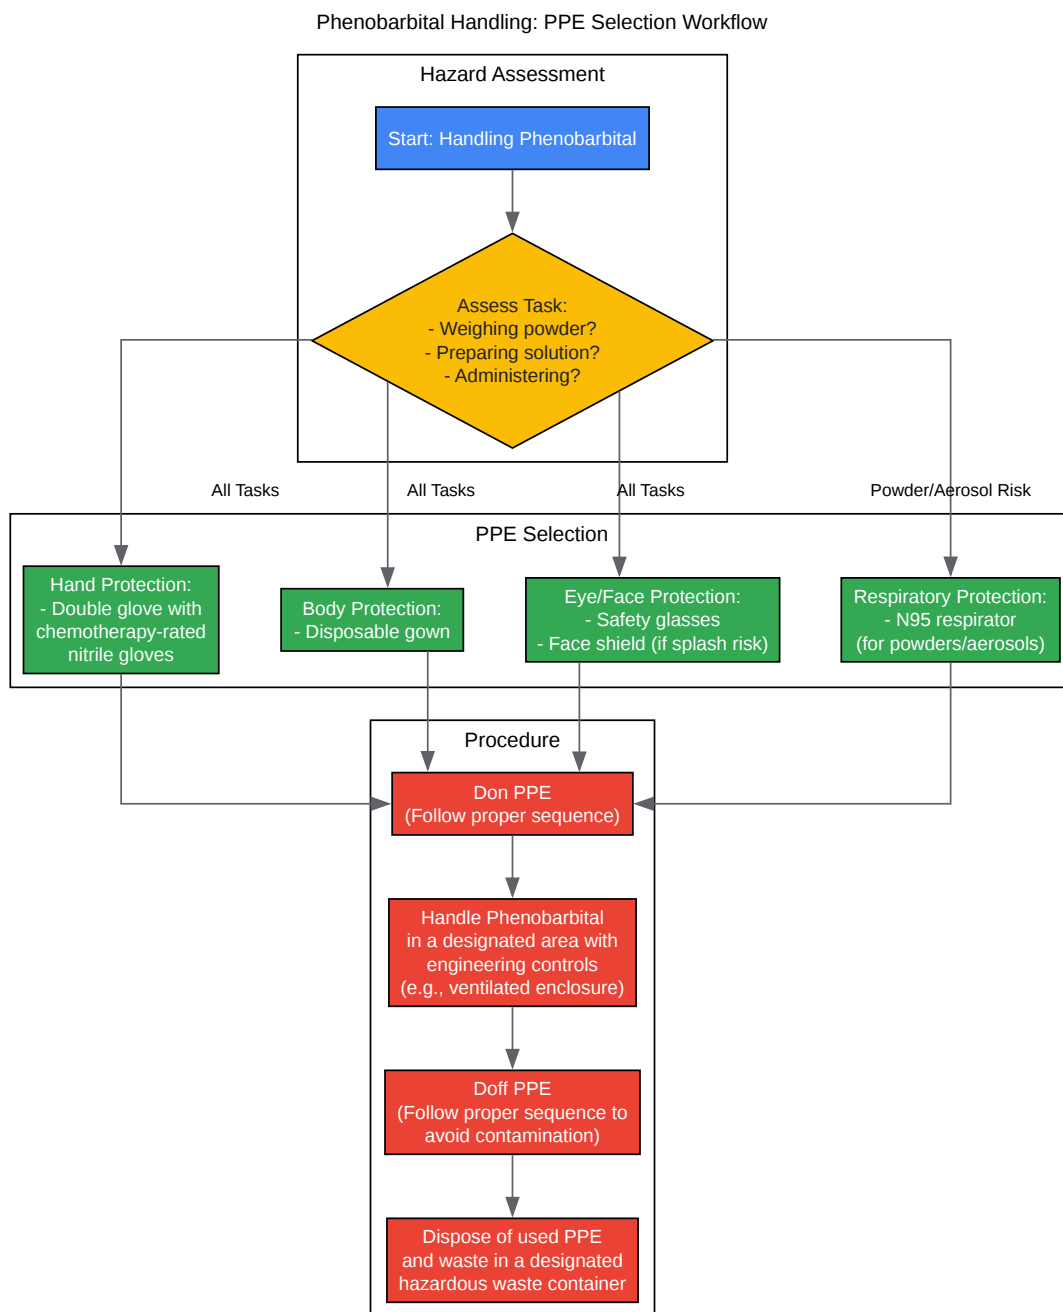 Phenobarbital Handling: PPE Selection Workflow
Hazard Assessment
Start: Handling Phenobarbital
Assess Task:
- Weighing powder?
- Preparing solution?
- Administering?
All Tasks
All Tasks
All Tasks
Powder/Aerosol Risk
PPE Selection
Hand Protection:
- Double glove with
chemotherapy-rated
nitrile gloves
Body Protection:
- Disposable gown
Eye/Face Protection:
- Safety glasses
- Face shield (if splash risk)
Respiratory Protection:
- N95 respirator
(for powders/aerosols)
Procedure
Don PPE
(Follow proper sequence)
Handle Phenobarbital
in a designated area with
engineering controls
(e.g., ventilated enclosure)
Doff PPE
(Follow proper sequence to
avoid contamination)
Dispose of used PPE
and waste in a designated
hazardous waste container